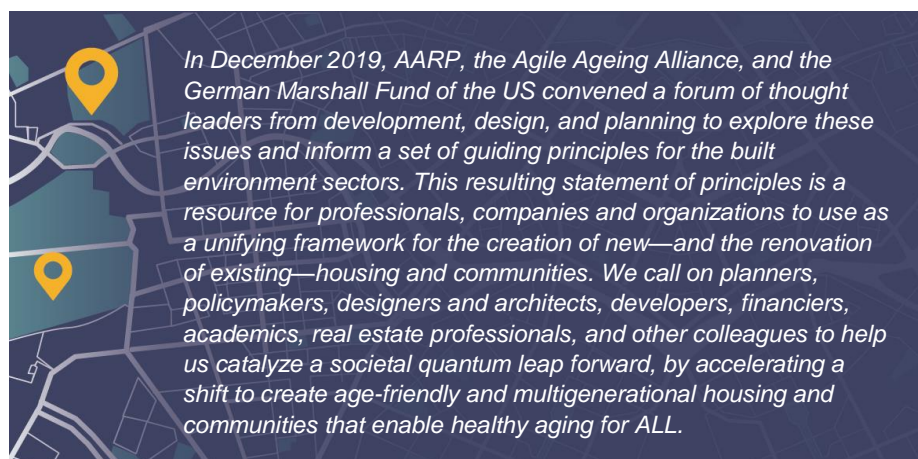 In December 2019, AARP, the Agile Ageing Alliance, and the
German Marshall Fund of the US convened a forum of thought
leaders from development, design, and planning to explore these
issues and inform a set of guiding principles for the built
environment sectors. This resulting statement of principles is a
resource for professionals, companies and organizations to use as
a unifying framework for the creation of new—and the renovation
of existing—housing and communities. We call on planners,
policymakers, designers and architects, developers, financiers,
academics, real estate professionals, and other colleagues to help
us catalyze a societal quantum leap forward, by accelerating a
shift to create age-friendly and multigenerational housing and
communities that enable healthy aging for ALL.